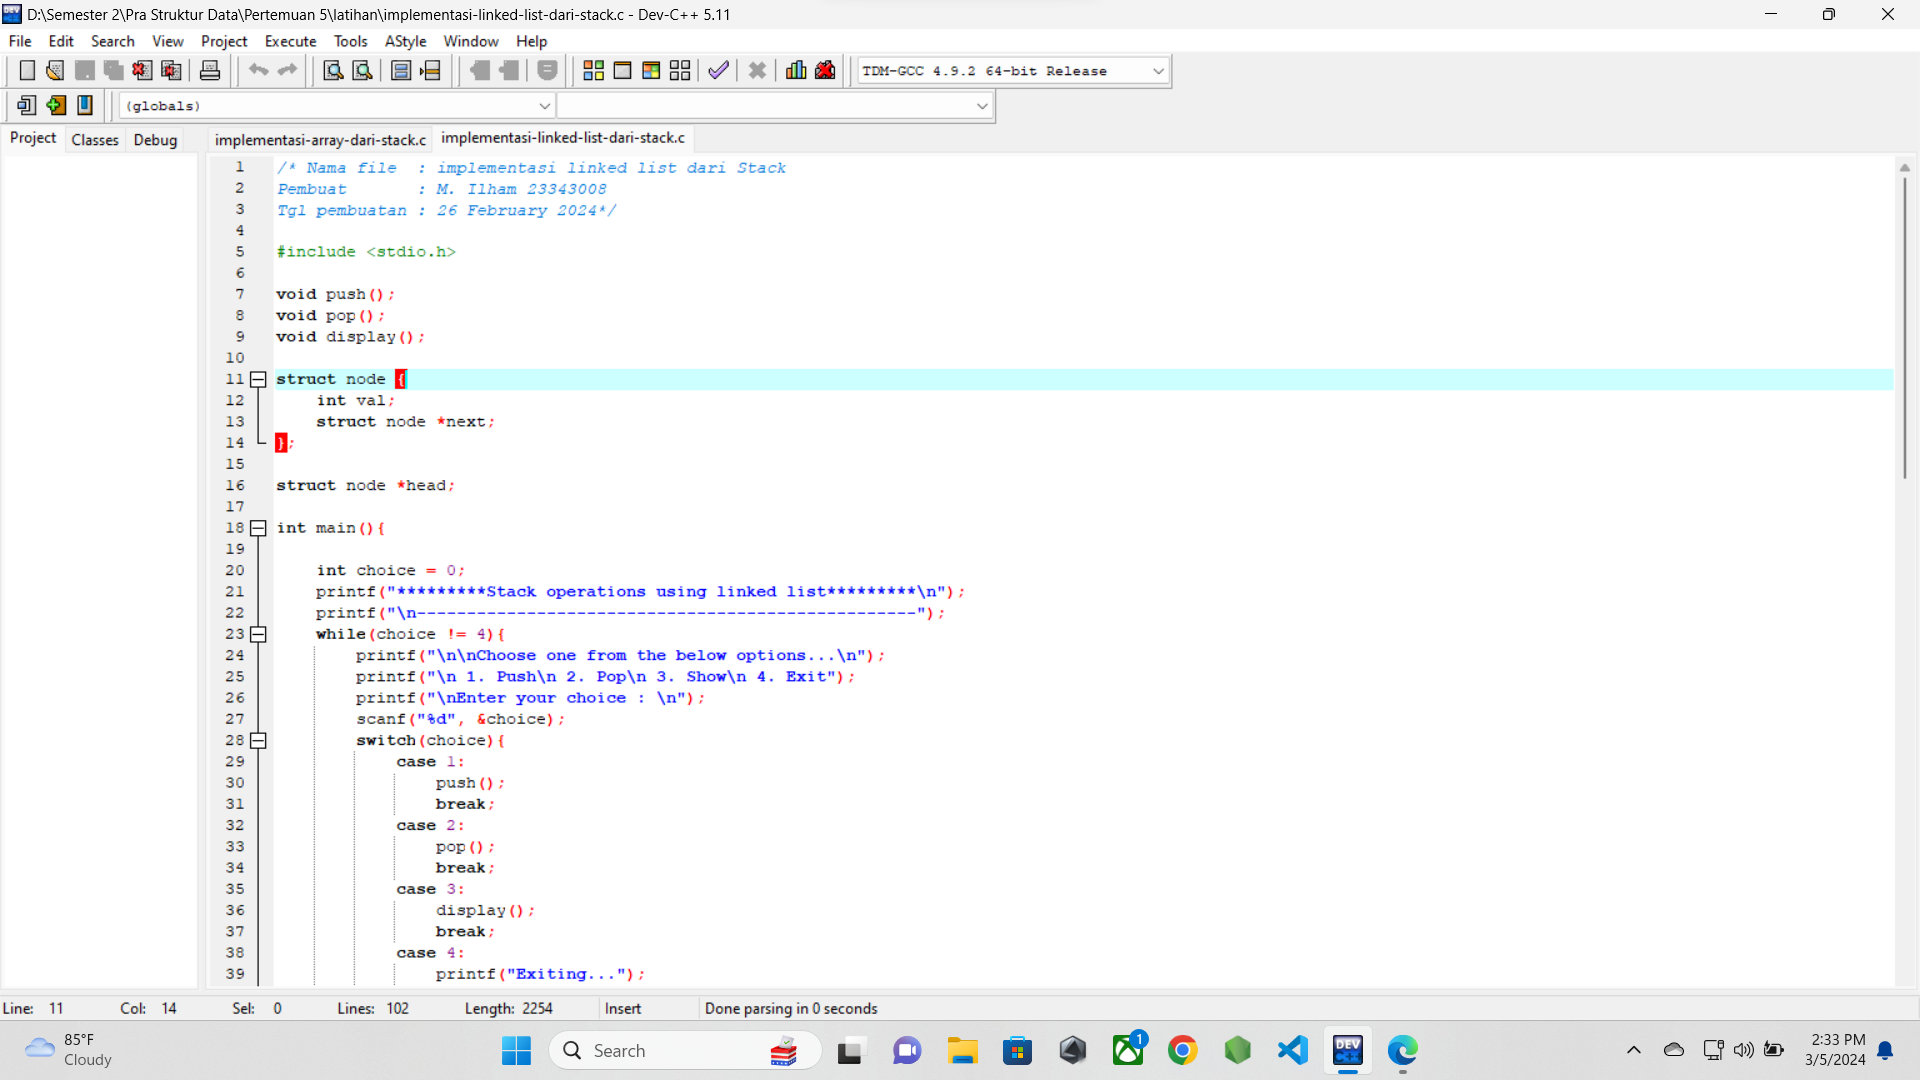 D:\Semester 2\Pra Struktur Data\Pertemuan 5\latihan\implementasi-linked-list-dari-stack.c - Dev-C++ 5.11
File Edit Search View Project Execute Tools AStyle Window Help
TDM-GCC 4.9.2 64-bit Release
(globals)
Project Classes Debug implementasi-array-dari-stack.c implementasi-linked-list-dari-stack.c
1 /* Nama file : implementasi linked list dari Stack
2 Pembuat : M. Ilham 23343008
3 Tgl pembuatan : 26 February 2024*/
4
5 #include <stdio.h>
6
7 void push();
8 void pop();
9 void display();
10
11 struct node {
12 int val;
13 struct node *next;
14 };
15
16 struct node *head;
17
18 int main(){
19
20 int choice = 0;
21 printf("*********Stack operations using linked list*********\n");
22 printf("\n--------------------------------------------------");
23 while(choice != 4){
24 printf("\n\nChoose one from the below options...\n");
25 printf("\n 1. Push\n 2. Pop\n 3. Show\n 4. Exit");
26 printf("\nEnter your choice : \n");
27 scanf("%d", &choice);
28 switch(choice){
29 case 1:
30 push();
31 break;
32 case 2:
33 pop();
34 break;
35 case 3:
36 display();
37 break;
38 case 4:
39 printf("Exiting...");
Line: 11 Col: 14 Sel: 0 Lines: 102 Length: 2254 Insert Done parsing in 0 seconds
85°F
Cloudy
Search
DEV
C++
1
2:33 PM
3/5/2024